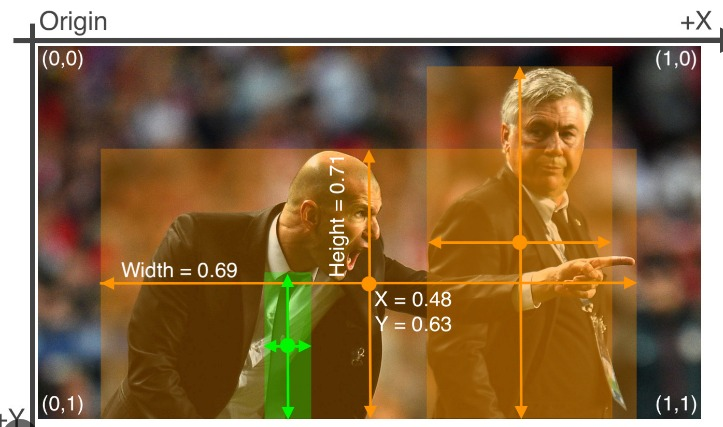 Origin
+X
(0,0)
(1,0)
Height = 0.71
Width = 0.69
X = 0.48
Y = 0.63
(0,1)
(1,1)
+Y